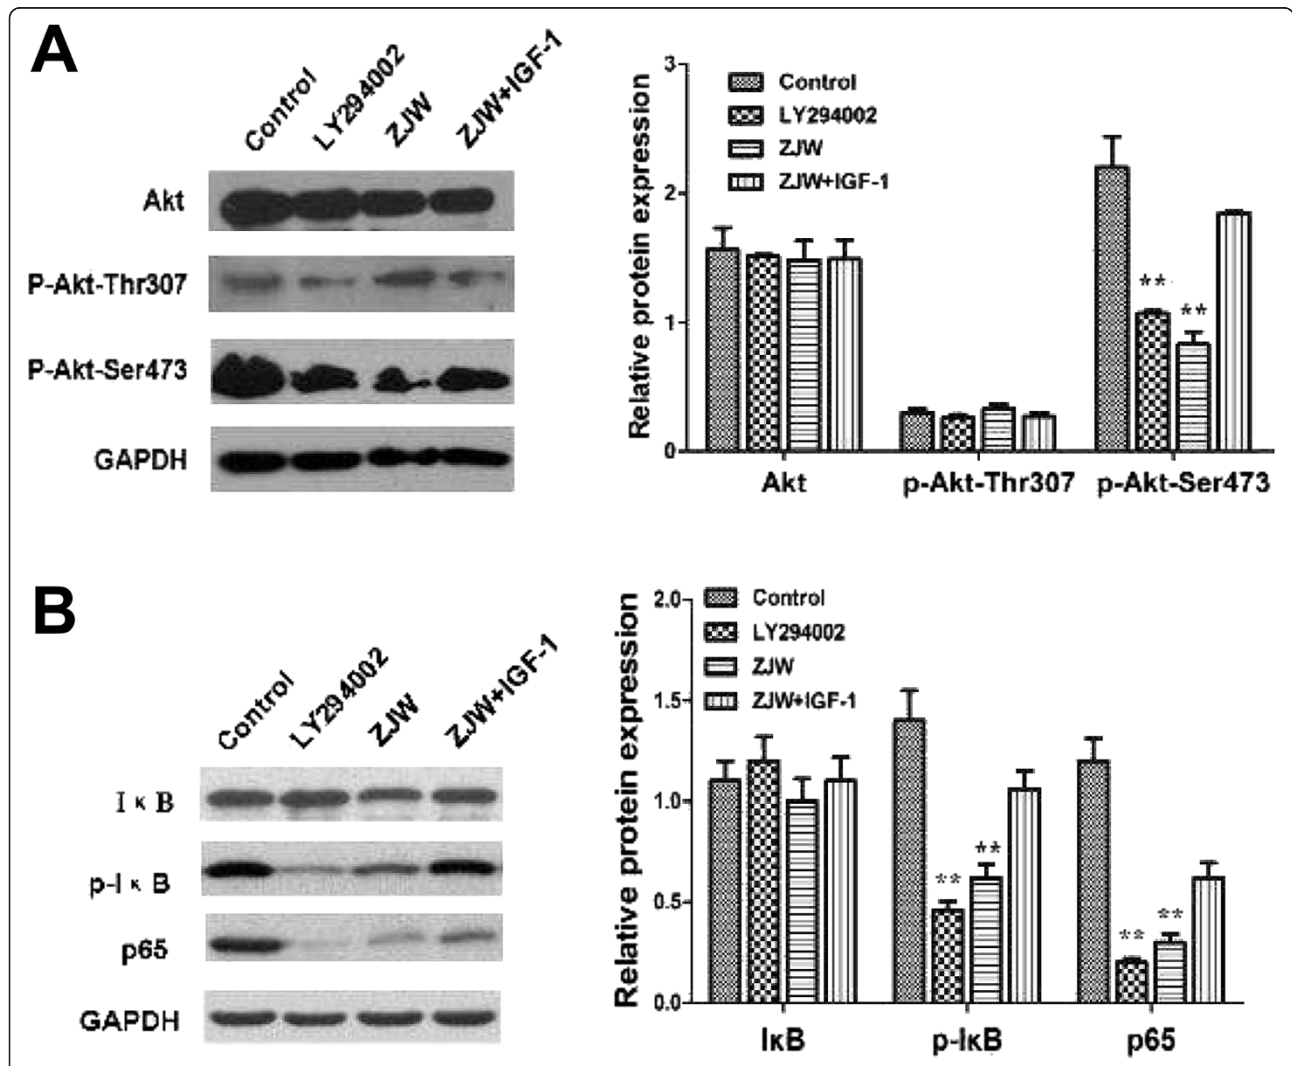 A
Control
LY294002
ZJW
ZJW+IGF-1
Akt
P-Akt-Thr307
P-Akt-Ser473
GAPDH
Relative protein expression
3
2
1
0
Control
LY294002
ZJW
ZJW+IGF-1
**
**
Akt
p-Akt-Thr307
p-Akt-Ser473
B
Control
LY294002
ZJW
ZJW+IGF-1
IκB
p-IκB
p65
GAPDH
Relative protein expression
2.0
1.5
1.0
0.5
0.0
Control
LY294002
ZJW
ZJW+IGF-1
**
**
**
**
IκB
p-IκB
p65